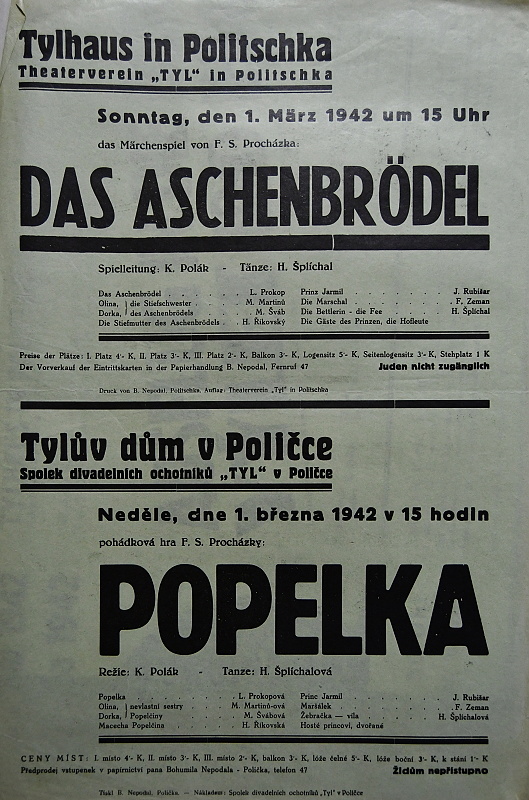 Tylhaus in Politschka
Theaterverein „TYL" in Politschka
Sonntag, den 1. März 1942 um 15 Uhr
das Märchenspiel von F. S. Procházka:
DAS ASCHENBRÖDEL
Spielleitung: K. Polák - Tänze: H. Šplíchal
Das Aschenbrödel . . . . . . L. Prokop Prinz Jarmil . . . . . . . . J. Rubišar
Olina, | die Stiefschwester . . . M. Martinů Die Marschal . . . . . . . . F. Zeman
Dorka, | des Aschenbrödels . . . M. Šváb Die Bettlerin - die Fee . . . . . H. Šplíchal
Die Stiefmutter des Aschenbrödels . . H. Říkovský Die Gäste des Prinzen, die Hofleute
Preise der Plätze: I. Platz 4·- K, II. Platz 3·- K, III. Platz 2·- K, Balkon 3·- K, Logensitz 5·- K, Seitenlogensitz 3·- K, Stehplatz 1 K
Der Vorverkauf der Eintrittskarten in der Papierhandlung B. Nepodal, Fernruf 47 Juden nicht zugänglich
Druck von B. Nepodal, Politschka, Auflag: Theaterverein „Tyl" in Politschka
Tylův dům v Poličce
Spolek divadelních ochotníků „TYL" v Poličce
Neděle, dne 1. března 1942 v 15 hodin
pohádková hra F. S. Procházky:
POPELKA
Režie: K. Polák - Tanze: H. Šplíchalová
Popelka . . . . . . . . L. Prokopová Princ Jarmil . . . . . . . . J. Rubišar
Olina, | nevlastní sestry . . . . M. Martinů-ová Maršálek . . . . . . . . F. Zeman
Dorka, | Popelčiny . . . . . M. Švábová Žebračka — víla . . . . . . H. Šplíchalová
Macecha Popelčina . . . . . H. Říkovská Hosté princovi, dvořané
CENY MÍST: I. místo 4·- K, II. místo 3·- K, III. místo 2·- K, balkon 3·- K, lóže čelné 5·- K, lóže boční 3·- K, k stání 1·- K
Předprodej vstupenek v papírnictví pana Bohumila Nepodala - Polička, telefon 47 Židům nepřístupno
Tiskl B. Nepodal, Polička. — Nákladem: Spolek divadelních ochotníků „Tyl" v Poličce